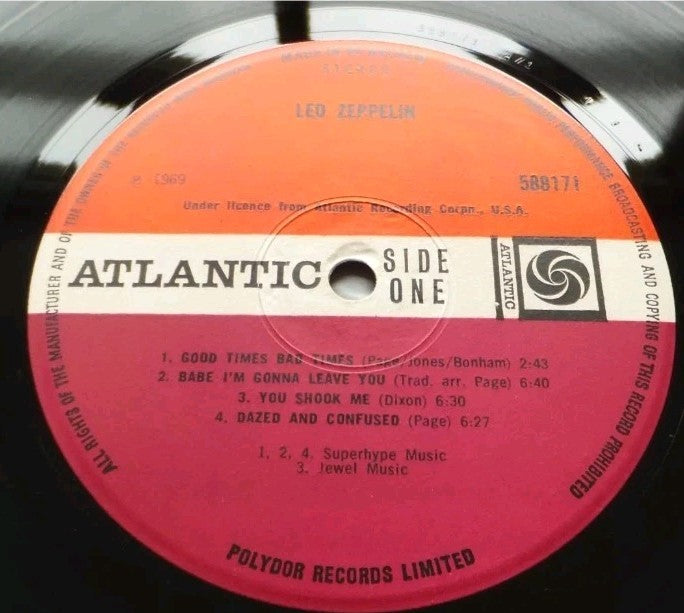 STEREO
LED ZEPPELIN
℗ 1969
588171
Under licence from Atlantic Recording Corpn., U.S.A.
ATLANTIC
SIDE
ONE
ATLANTIC
1. GOOD TIMES BAD TIMES (Page/Jones/Bonham) 2:43
2. BABE I'M GONNA LEAVE YOU (Trad. arr. Page) 6:40
3. YOU SHOOK ME (Dixon) 6:30
4. DAZED AND CONFUSED (Page) 6:27
1, 2, 4. Superhype Music
3. Jewel Music
POLYDOR RECORDS LIMITED
ALL RIGHTS OF THE MANUFACTURER AND OF THE OWNER OF THE
PERFORMANCE BROADCASTING AND COPYING OF THIS RECORD PROHIBITED